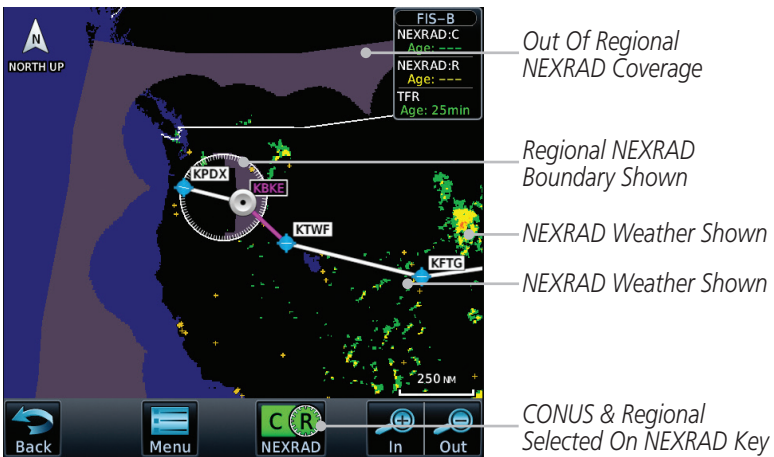 FIS–B
NEXRAD:C
Age: –––
NEXRAD:R
Age: –––
TFR
Age: 25min
N
NORTH UP
Out Of Regional
NEXRAD Coverage
Regional NEXRAD
Boundary Shown
KPDX
KBKE
KTWF
KFTG
NEXRAD Weather Shown
NEXRAD Weather Shown
250 NM
Back
Menu
C R
NEXRAD
In
Out
CONUS & Regional
Selected On NEXRAD Key